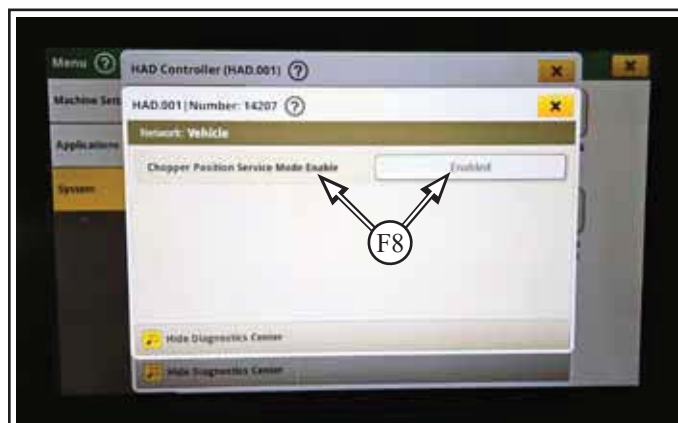 Menu ?
HAD Controller (HAD.001) ?
Machine Sett
HAD.001|Number: 14207 ?
Network: Vehicle
Applications
Chopper Position Service Mode Enable
Enabled
System
F8
Hide Diagnostics Center
Hide Diagnostics Center